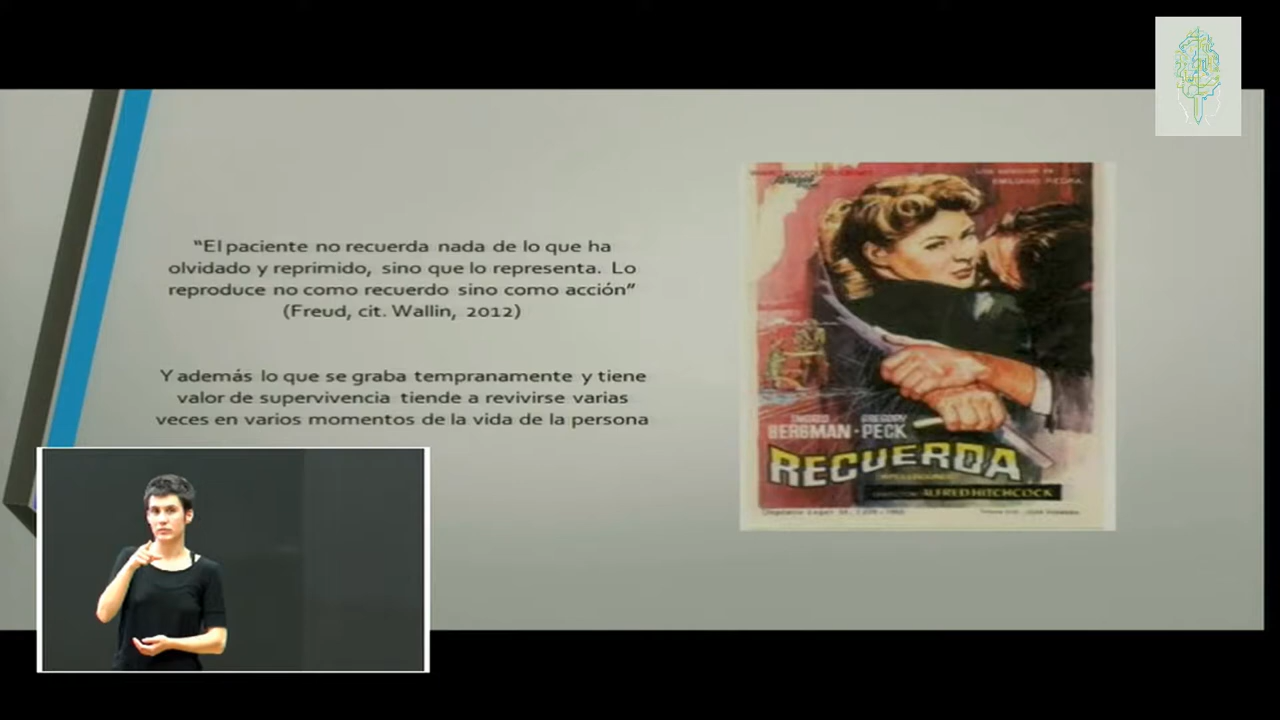 “El paciente no recuerda nada de lo que ha
olvidado y reprimido, sino que lo representa. Lo
reproduce no como recuerdo sino como acción”
(Freud, cit. Wallin, 2012)
Y además lo que se graba tempranamente y tiene
valor de supervivencia tiende a revivirse varias
veces en varios momentos de la vida de la persona
EMILIANO PIEDRA
INGRID GREGORY
BERGMAN · PECK
RECUERDA
ALFRED HITCHCOCK